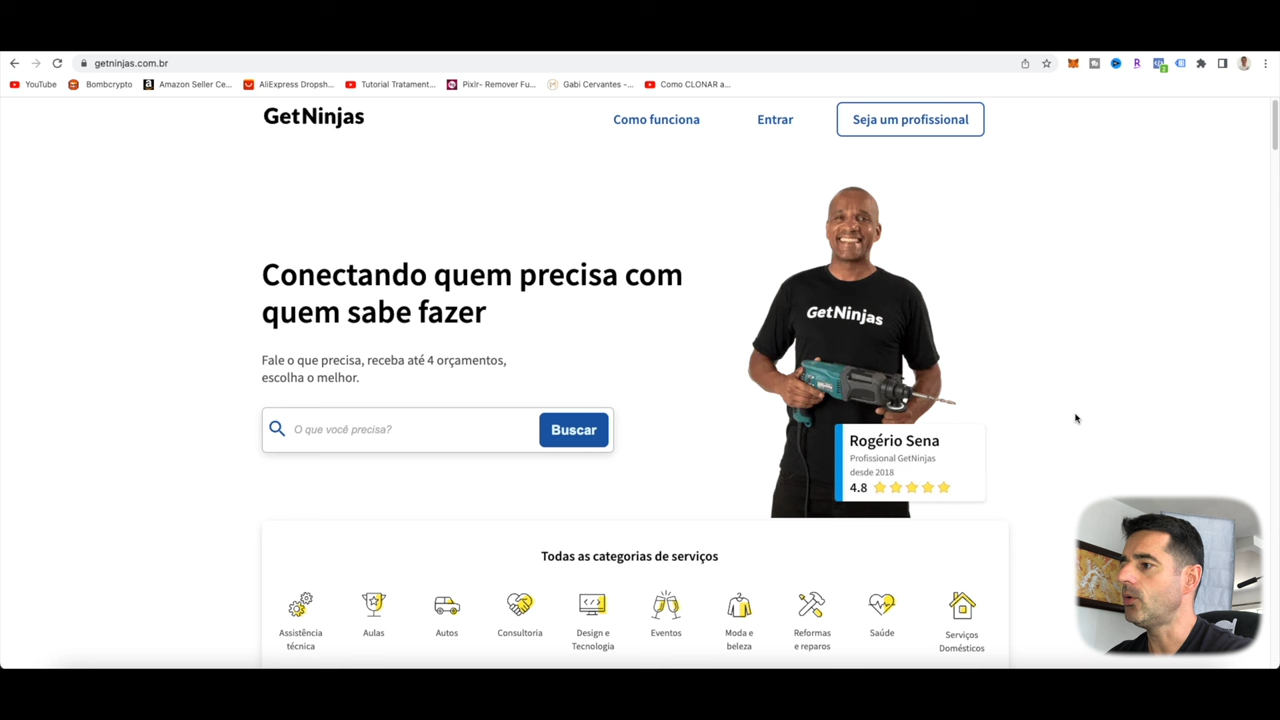 getninjas.com.br
YouTube
Bombcrypto
Amazon Seller Ce...
AliExpress Dropsh...
Tutorial Tratament...
Pixlr- Remover Fu...
Gabi Cervantes -...
Como CLONAR a...
GetNinjas
Como funciona
Entrar
Seja um profissional
Conectando quem precisa com
quem sabe fazer
Fale o que precisa, receba até 4 orçamentos,
escolha o melhor.
O que você precisa?
Buscar
GetNinjas
Rogério Sena
Profissional GetNinjas
desde 2018
4.8
Todas as categorias de serviços
Assistência
técnica
Aulas
Autos
Consultoria
Design e
Tecnologia
Eventos
Moda e
beleza
Reformas
e reparos
Saúde
Serviços
Domésticos